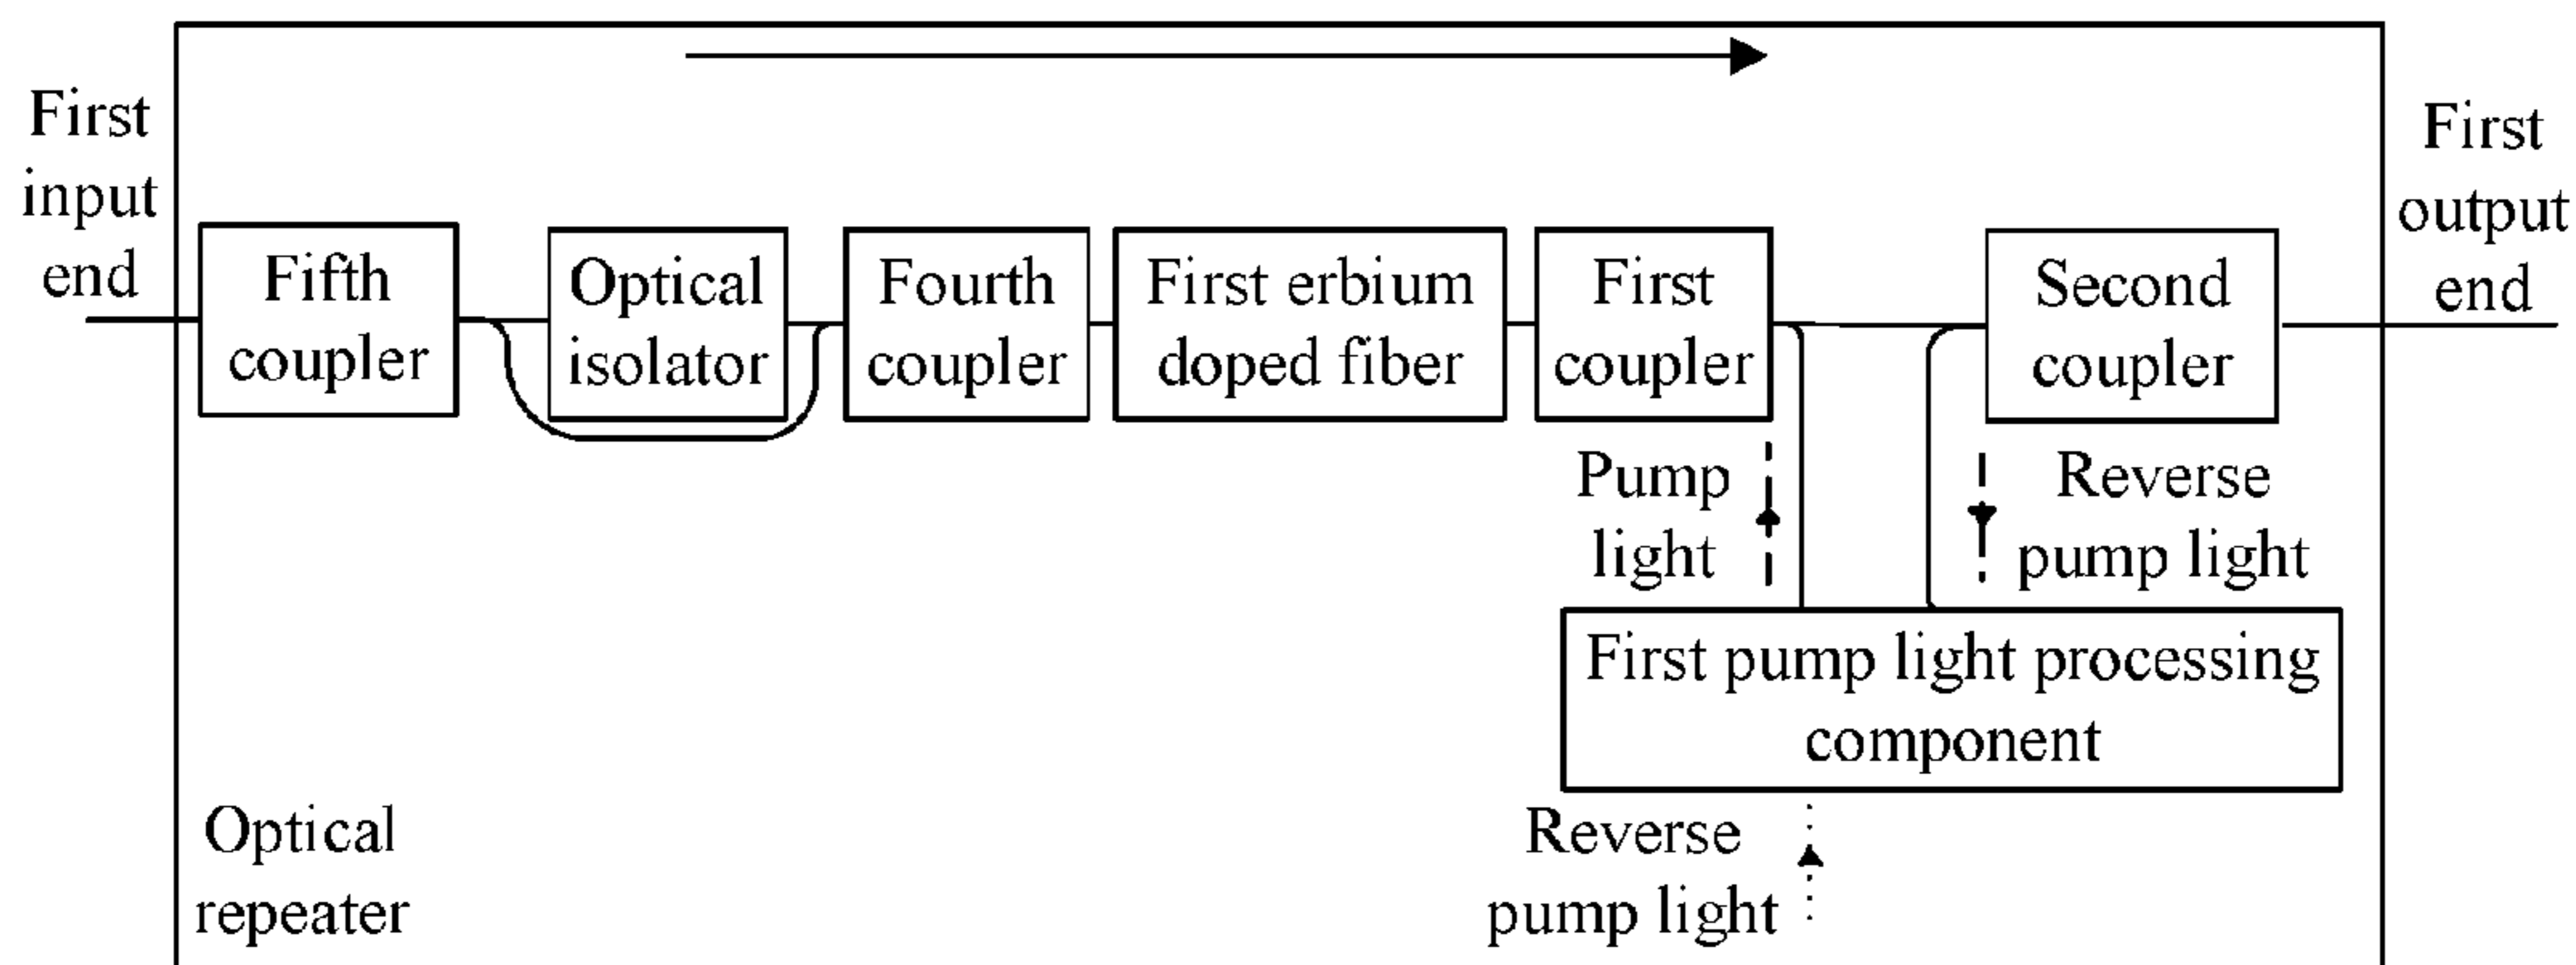 First
input
end
Fifth
coupler
Optical
isolator
Fourth
coupler
First erbium
doped fiber
First
coupler
Second
coupler
First
output
end
Pump
light
Reverse
pump light
First pump light processing
component
Reverse
pump light
Optical
repeater